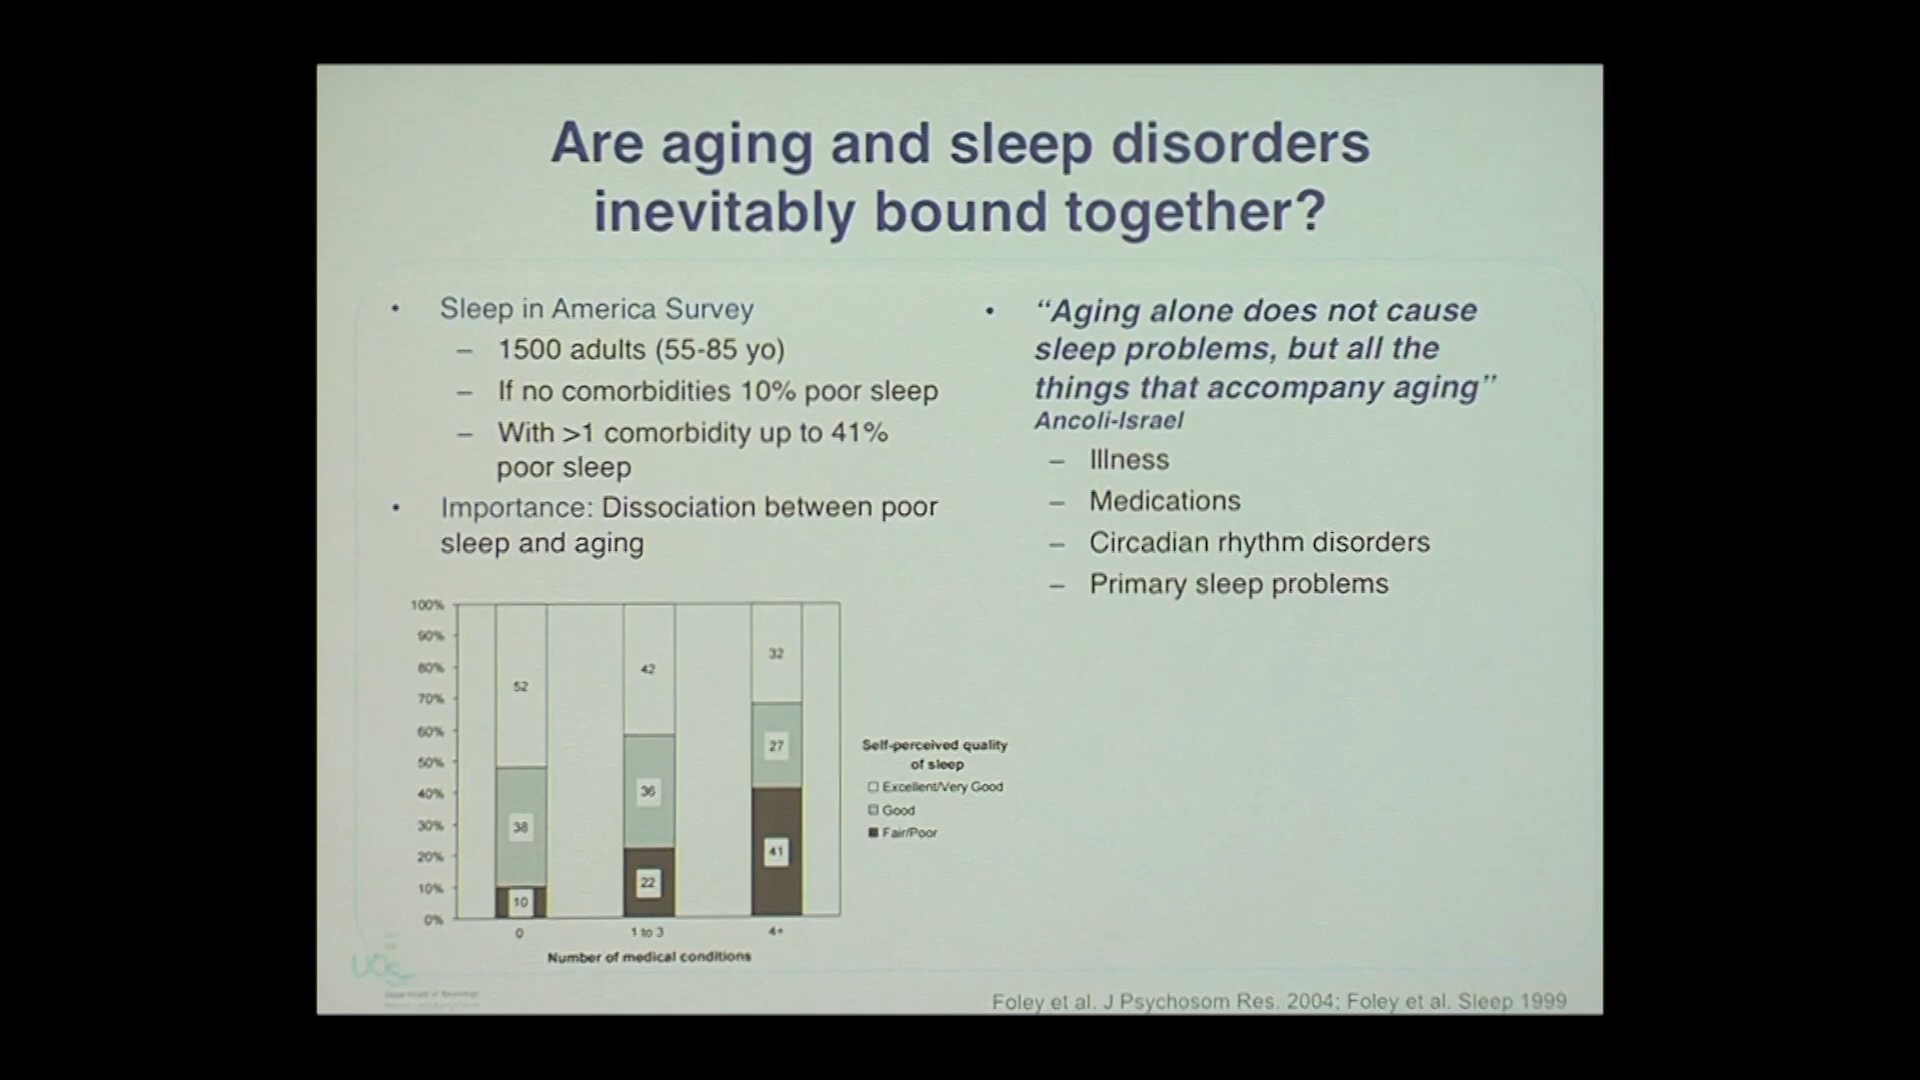 Are aging and sleep disorders
inevitably bound together?
• Sleep in America Survey
– 1500 adults (55-85 yo)
– If no comorbidities 10% poor sleep
– With >1 comorbidity up to 41%
poor sleep
• Importance: Dissociation between poor
sleep and aging
• “Aging alone does not cause
sleep problems, but all the
things that accompany aging”
Ancoli-Israel
– Illness
– Medications
– Circadian rhythm disorders
– Primary sleep problems
100%
90%
80%
70%
60%
50%
40%
30%
20%
10%
0%
52
38
10
42
36
22
32
27
41
0
1 to 3
4+
Number of medical conditions
Self-perceived quality
of sleep
Excellent/Very Good
Good
Fair/Poor
UCSF
Department of Neurology
Foley et al. J Psychosom Res. 2004; Foley et al. Sleep 1999